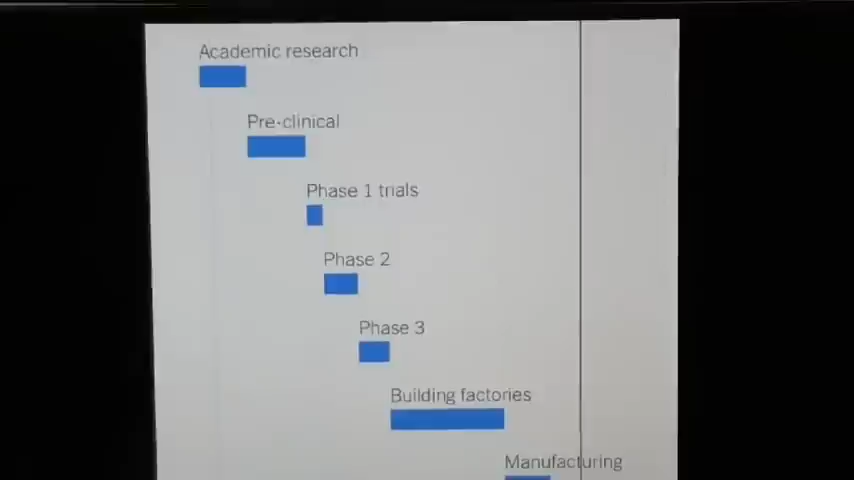 Academic research
Pre-clinical
Phase 1 trials
Phase 2
Phase 3
Building factories
Manufacturing